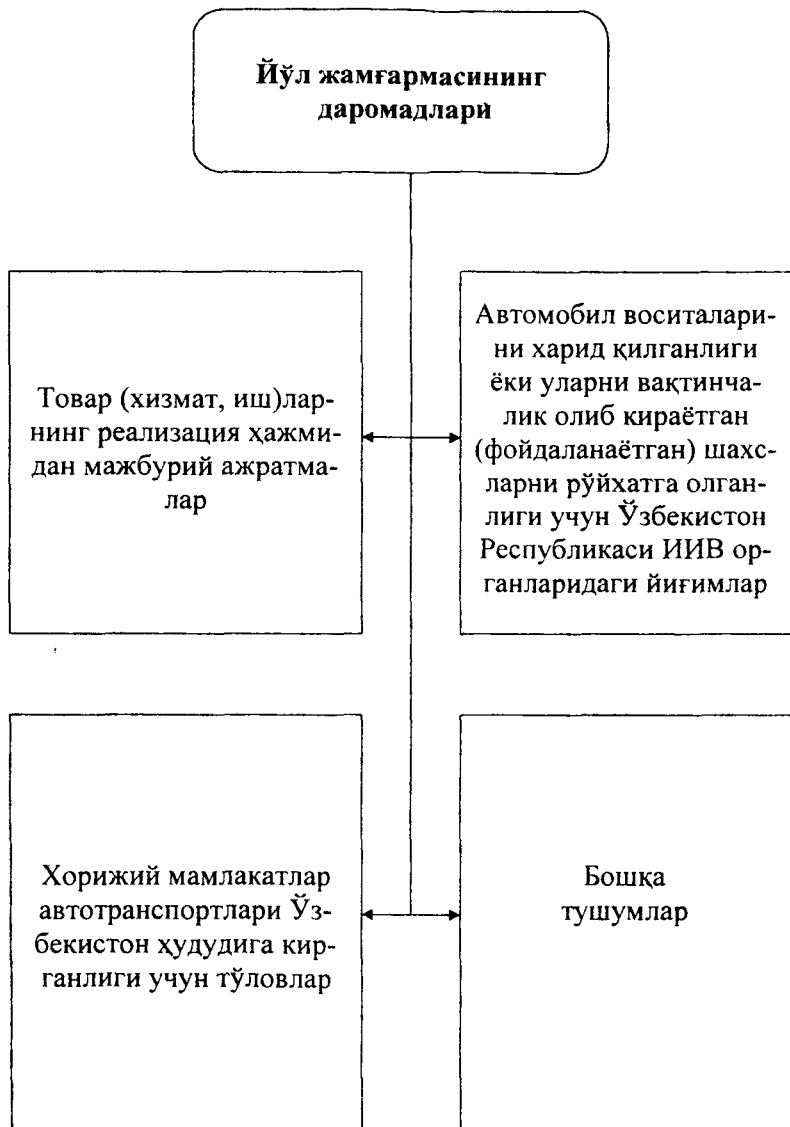 Йўл жамғармасининг
даромадлари
Товар (хизмат, иш)лар-
нинг реализация ҳажми-
дан мажбурий ажратма-
лар
Автомобил воситалари-
ни харид қилганлиги
ёки уларни вақтинча-
лик олиб кираётган
(фойдаланаётган) шахс-
ларни рўйхатга олган-
лиги учун Ўзбекистон
Республикаси ИИВ ор-
ганларидаги йиғимлар
Хорижий мамлакатлар
автотранспортлари Ўз-
бекистон ҳудудига кир-
ганлиги учун тўловлар
Бошқа
тушумлар